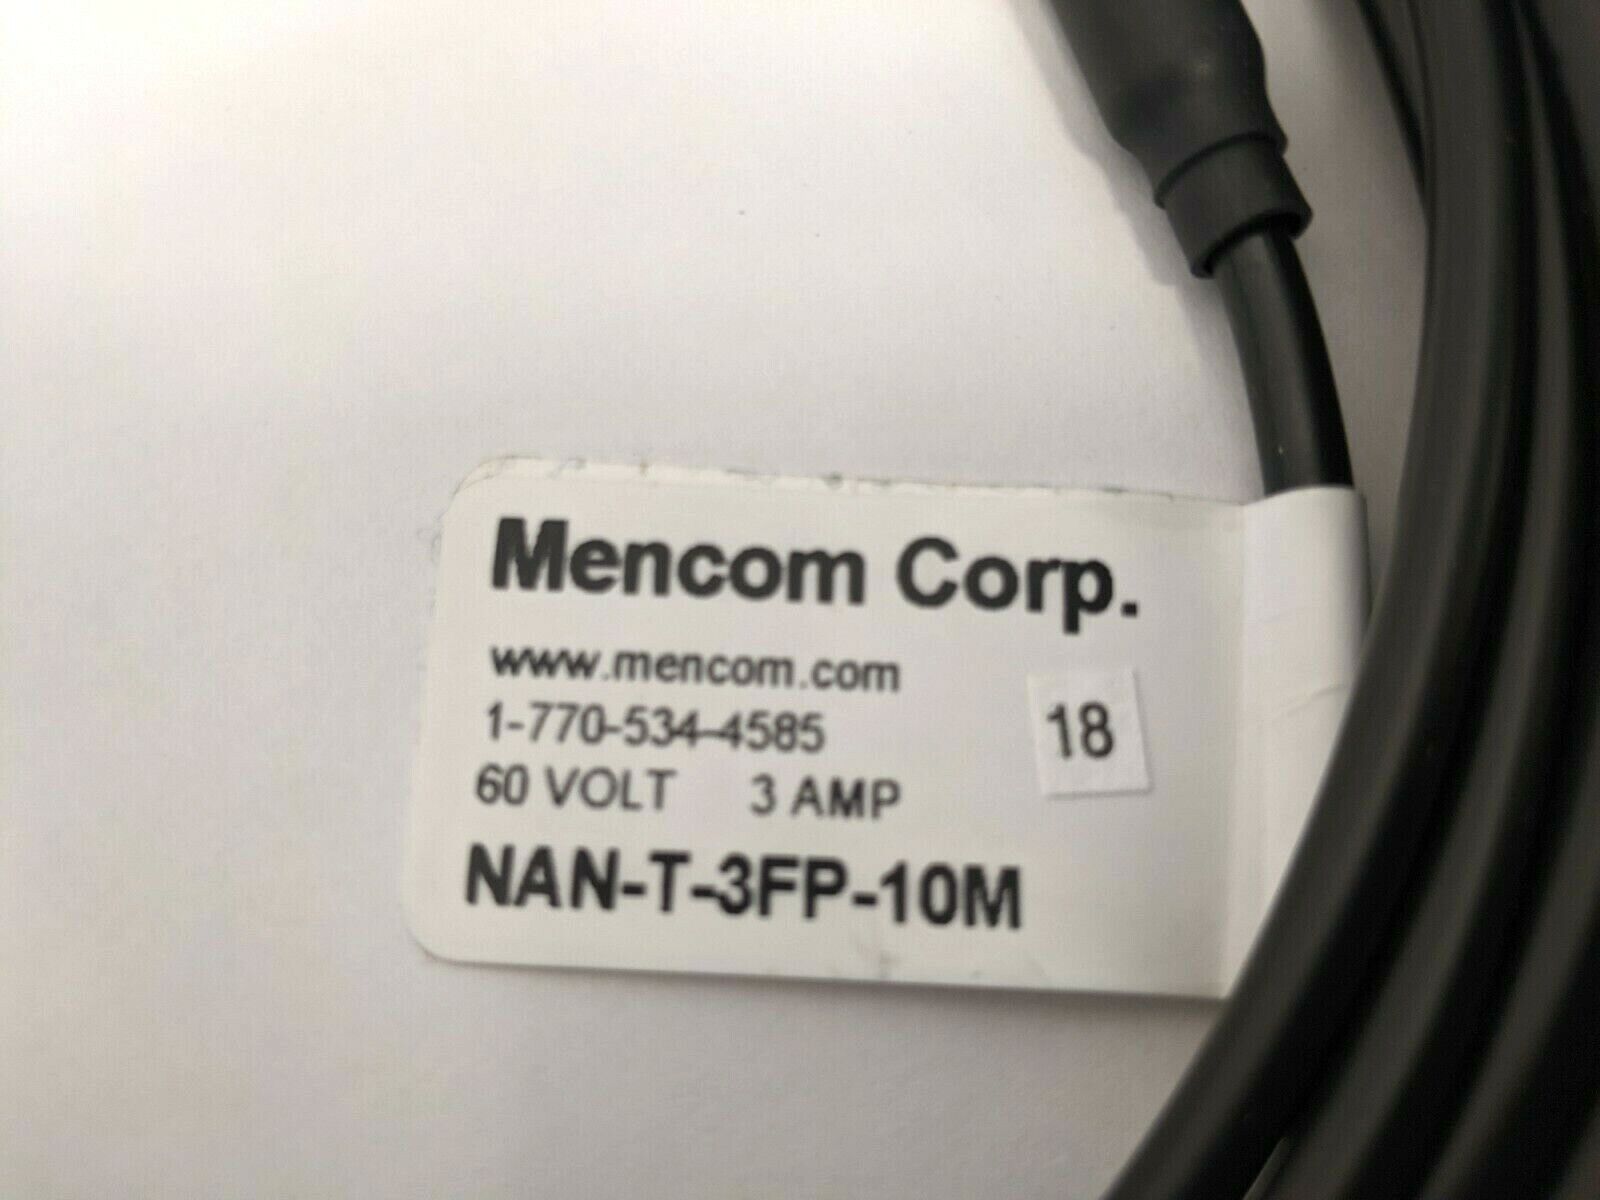 Mencom Corp.
www.mencom.com
1-770-534-4585
18
60 VOLT 3 AMP
NAN-T-3FP-10M